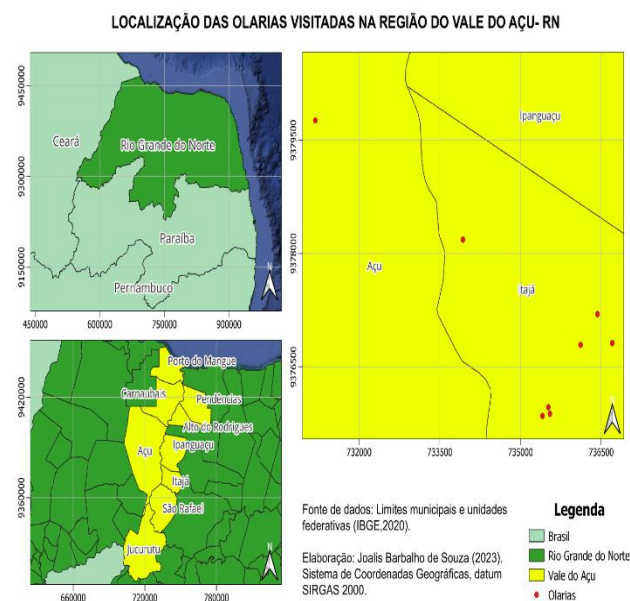 LOCALIZAÇÃO DAS OLARIAS VISITADAS NA REGIÃO DO VALE DO AÇU- RN
9450000
9300000
9150000
Ceará
Rio Grande do Norte
Paraíba
Pernambuco
N
450000 600000 750000 900000
9379500
9378000
9376500
Ipanguaçu
Açu
Itajá
N
732000 733500 735000 736500
9420000
9360000
Porto do Mangue
Carnaubais
Pendências
Alto do Rodrigues
Açu
Ipanguaçu
Itajá
São Rafael
Jucurutu
N
660000 720000 780000
Fonte de dados: Limites municipais e unidades
federativas (IBGE,2020).
Elaboração: Joalis Barbalho de Souza (2023).
Sistema de Coordenadas Geográficas, datum
SIRGAS 2000.
Legenda
Brasil
Rio Grande do Norte
Vale do Açu
Olarias